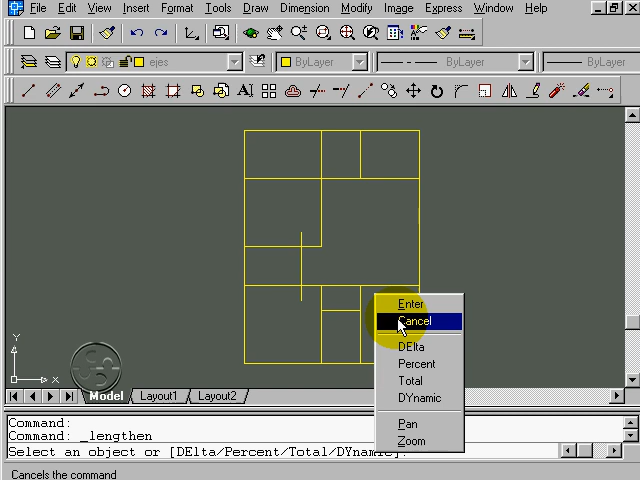 File Edit View Insert Format Tools Draw Dimension Modify Image Express Window Help
ejes ByLayer ByLayer ByLayer
A
Enter
Cancel
DElta
Percent
Total
DYnamic
Pan
Zoom
Y
X
Model Layout1 Layout2
Command:
Command: _lengthen
Select an object or [DElta/Percent/Total/DYnamic]:
Cancels the command